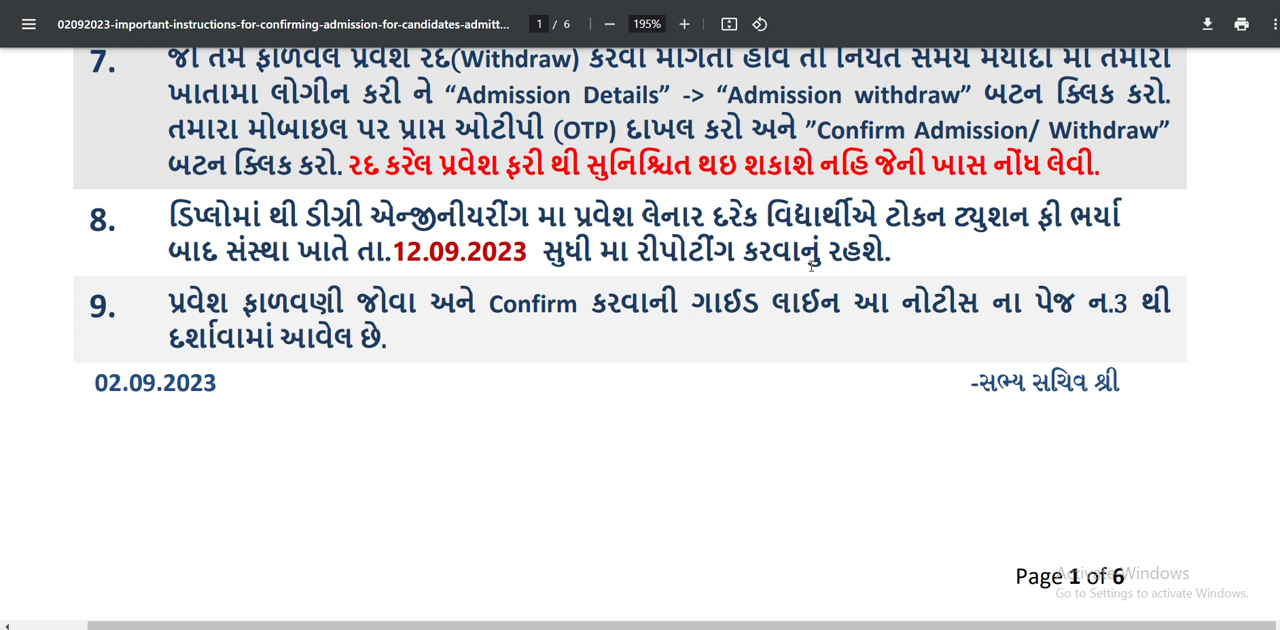 02092023-important-instructions-for-confirming-admission-for-candidates-admitt... 1 / 6 195%
7. જો તમે ફાળવેલ પ્રવેશ રદ(Withdraw) કરવા માગતા હોવ તો નિયત સમય મર્યાદા મા તમારા
ખાતામા લોગીન કરી ને “Admission Details” -> “Admission withdraw” બટન ક્લિક કરો.
તમારા મોબાઇલ પર પ્રાપ્ત ઓટીપી (OTP) દાખલ કરો અને ”Confirm Admission/ Withdraw”
બટન ક્લિક કરો. રદ કરેલ પ્રવેશ ફરી થી સુનિશ્ચિત થઇ શકાશે નહિ જેની ખાસ નોંધ લેવી.
8. ડિપ્લોમાં થી ડીગ્રી એન્જીનીયરીંગ મા પ્રવેશ લેનાર દરેક વિદ્યાર્થીએ ટોકન ટ્યુશન ફી ભર્યા
બાદ સંસ્થા ખાતે તા.12.09.2023 સુધી મા રીપોટીંગ કરવાનું રહશે.
9. પ્રવેશ ફાળવણી જોવા અને Confirm કરવાની ગાઈડ લાઈન આ નોટીસ ના પેજ ન.3 થી
દર્શાવામાં આવેલ છે.
02.09.2023 -સભ્ય સચિવ શ્રી
Page 1 of 6
Activate Windows
Go to Settings to activate Windows.